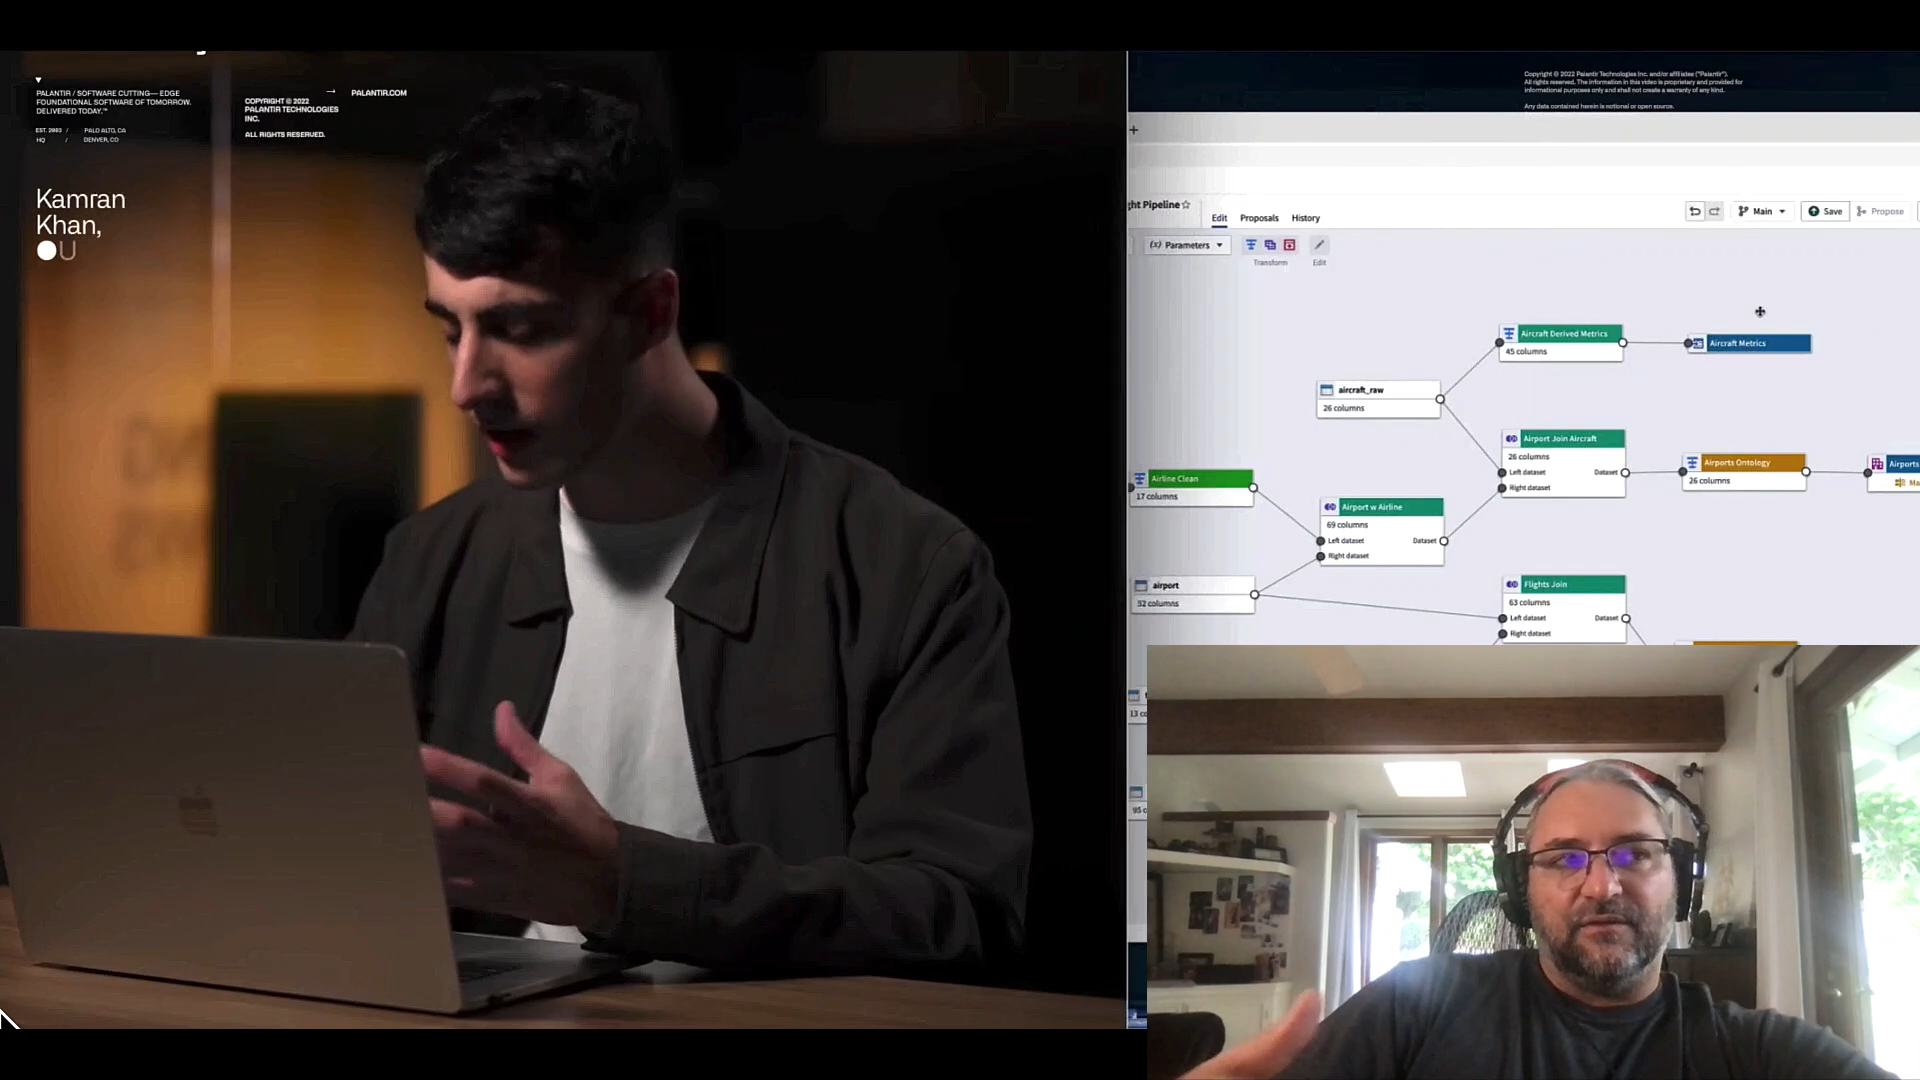 PALANTIR / SOFTWARE CUTTING— EDGE
FOUNDATIONAL SOFTWARE OF TOMORROW.
DELIVERED TODAY.™
EST. 2003 / PALO ALTO, CA
HQ / DENVER, CO
→ PALANTIR.COM
COPYRIGHT © 2022
PALANTIR TECHNOLOGIES
INC.
ALL RIGHTS RESERVED.
Kamran
Khan,
U
Copyright © 2022 Palantir Technologies Inc. and/or affiliates ("Palantir").
All rights reserved. The information in this video is proprietary and provided for
informational purposes only and shall not create a warranty of any kind.
Any data contained herein is notional or open source.
+
ght Pipeline
Edit Proposals History
Main Save Propose
(x) Parameters
Transform Edit
Aircraft Derived Metrics
45 columns
Aircraft Metrics
aircraft_raw
26 columns
Airport Join Aircraft
26 columns
Left dataset Dataset
Right dataset
Airports Ontology
26 columns
Airports
Ma
Airline Clean
17 columns
Airport w Airline
69 columns
Left dataset Dataset
Right dataset
airport
52 columns
Flights Join
63 columns
Left dataset Dataset
Right dataset
13 co
95 c